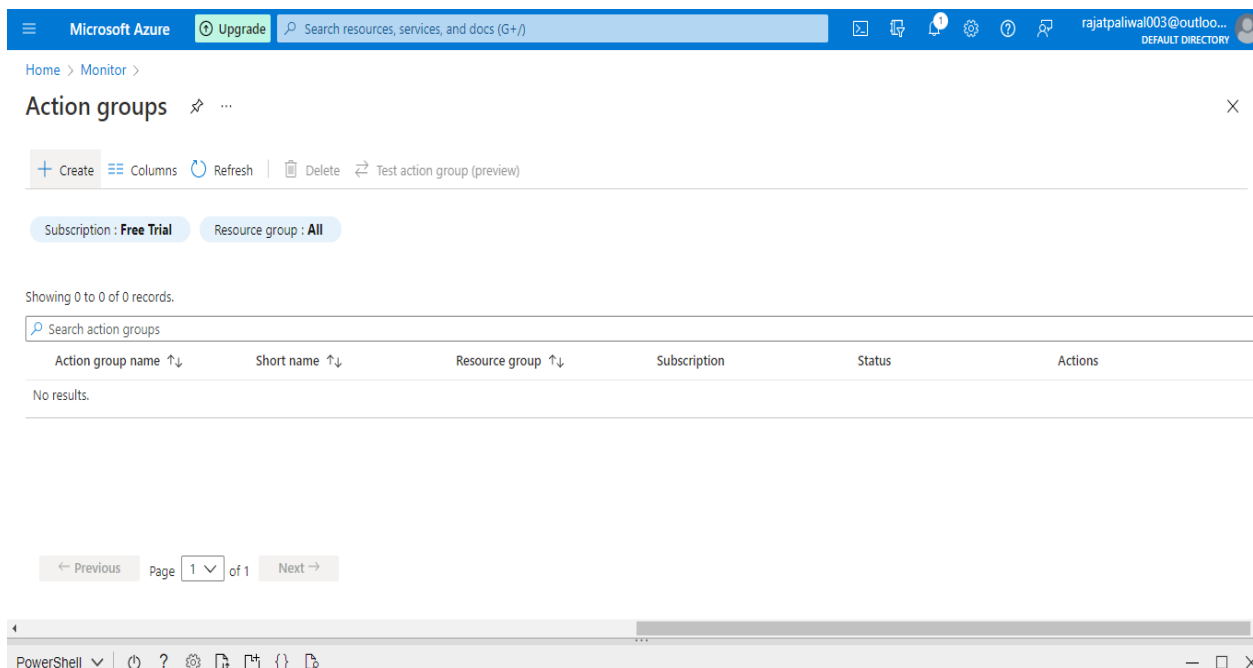 Microsoft Azure Upgrade Search resources, services, and docs (G+/) 1 rajatpaliwal003@outloo...
DEFAULT DIRECTORY
Home > Monitor >
Action groups ...
+ Create Columns Refresh Delete Test action group (preview)
Subscription : Free Trial Resource group : All
Showing 0 to 0 of 0 records.
Search action groups
Action group name ↑↓ Short name ↑↓ Resource group ↑↓ Subscription Status Actions
No results.
← Previous Page 1 of 1 Next →
PowerShell ? { }